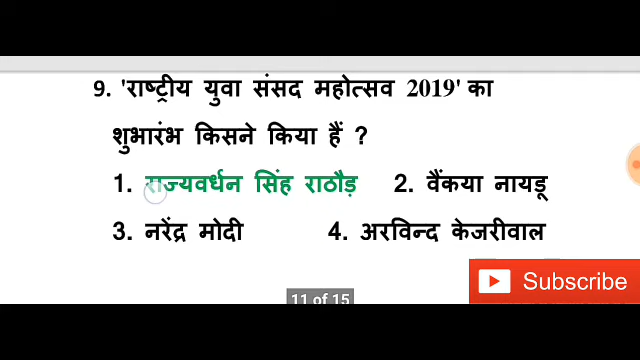 9. 'राष्ट्रीय युवा संसद महोत्सव 2019' का
शुभारंभ किसने किया हैं ?
1. राज्यवर्धन सिंह राठौड़ 2. वैंकया नायडू
3. नरेंद्र मोदी 4. अरविन्द केजरीवाल
Subscribe
11 of 15